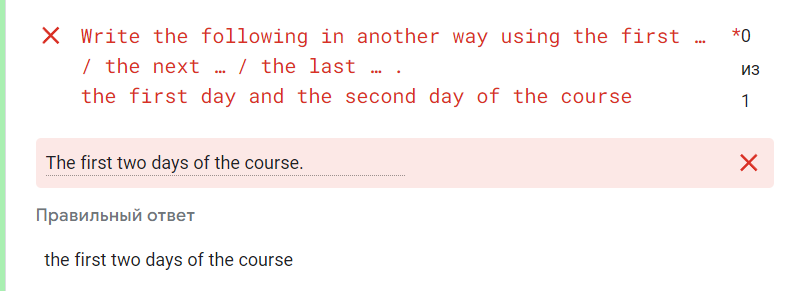 Write the following in another way using the first … *0
/ the next … / the last … . из
the first day and the second day of the course 1
The first two days of the course.
Правильный ответ
the first two days of the course